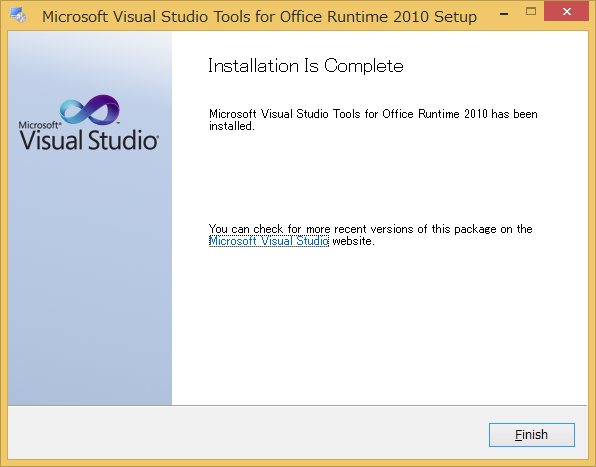 Microsoft Visual Studio Tools for Office Runtime 2010 Setup
Installation Is Complete
Microsoft Visual Studio Tools for Office Runtime 2010 has been
installed.
Microsoft®
Visual Studio®
You can check for more recent versions of this package on the
Microsoft Visual Studio website.
Finish